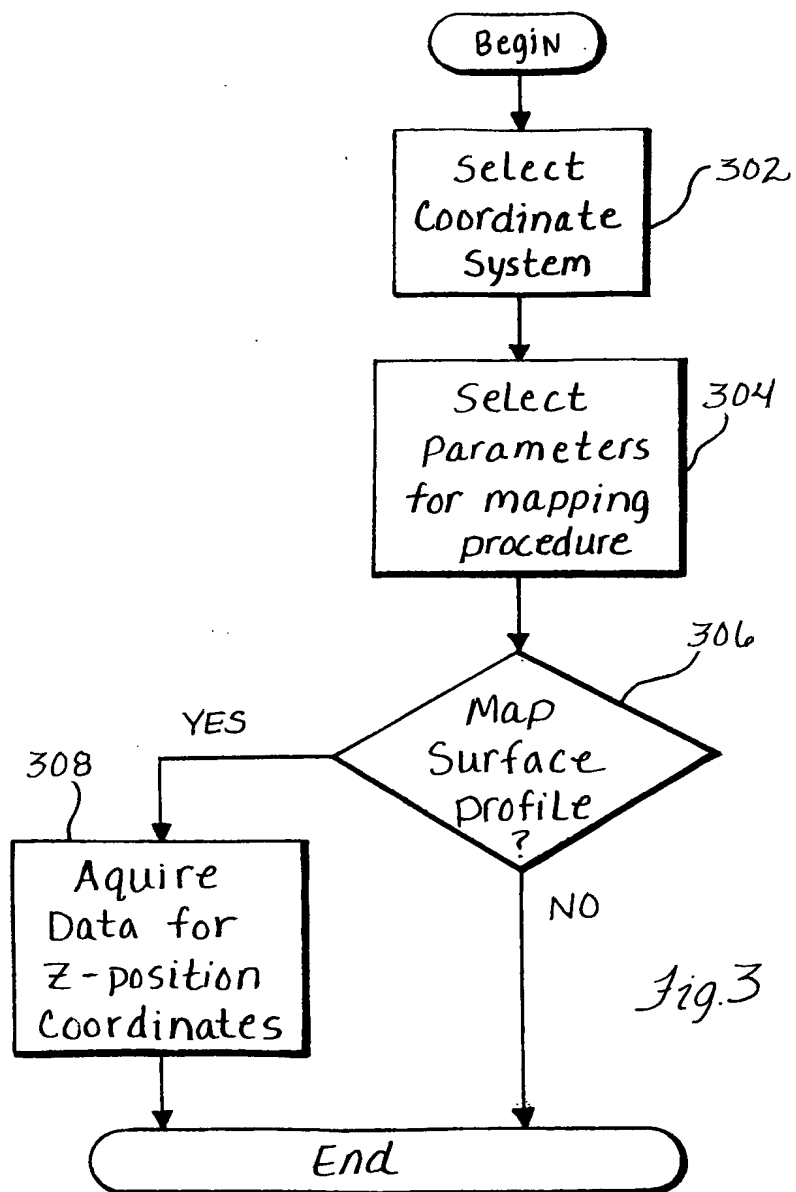 Begin
Select
Coordinate
System
302
Select
Parameters
for mapping
procedure
304
Map
Surface
profile
?
306
YES
NO
308
Aquire
Data for
Z-position
Coordinates
Fig.3
End